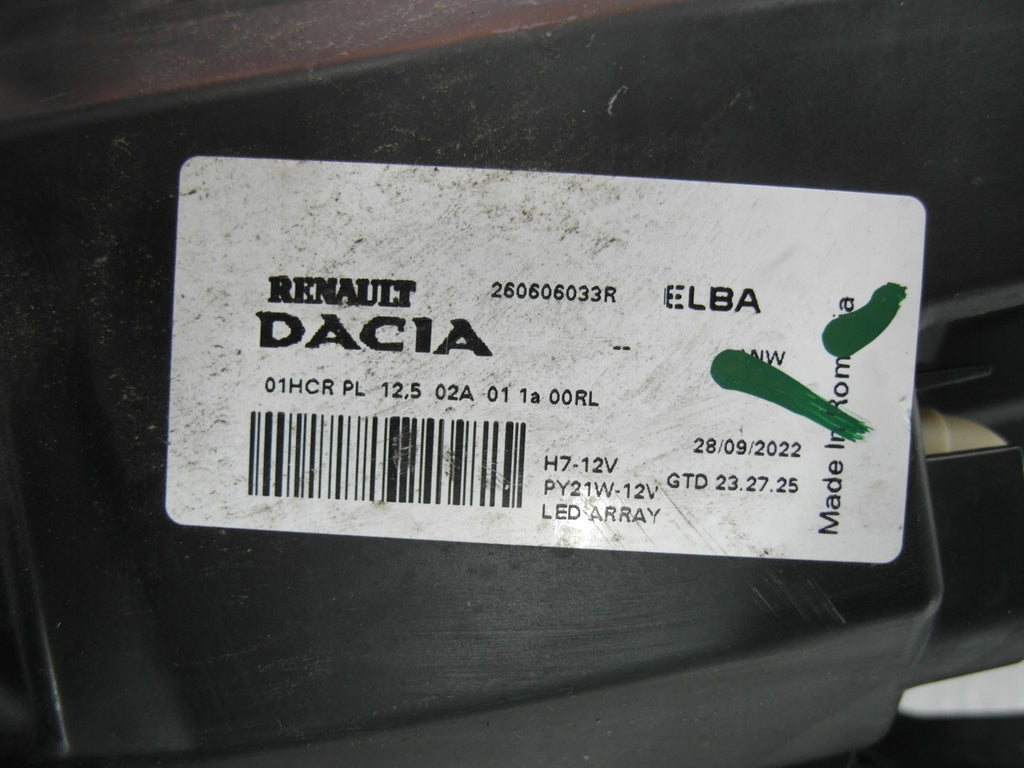 RENAULT 260606033R ELBA
DACIA --
01HCR PL 12,5 02A 01 1a 00RL
28/09/2022
H7-12V
PY21W-12V GTD 23.27.25
LED ARRAY
Made In